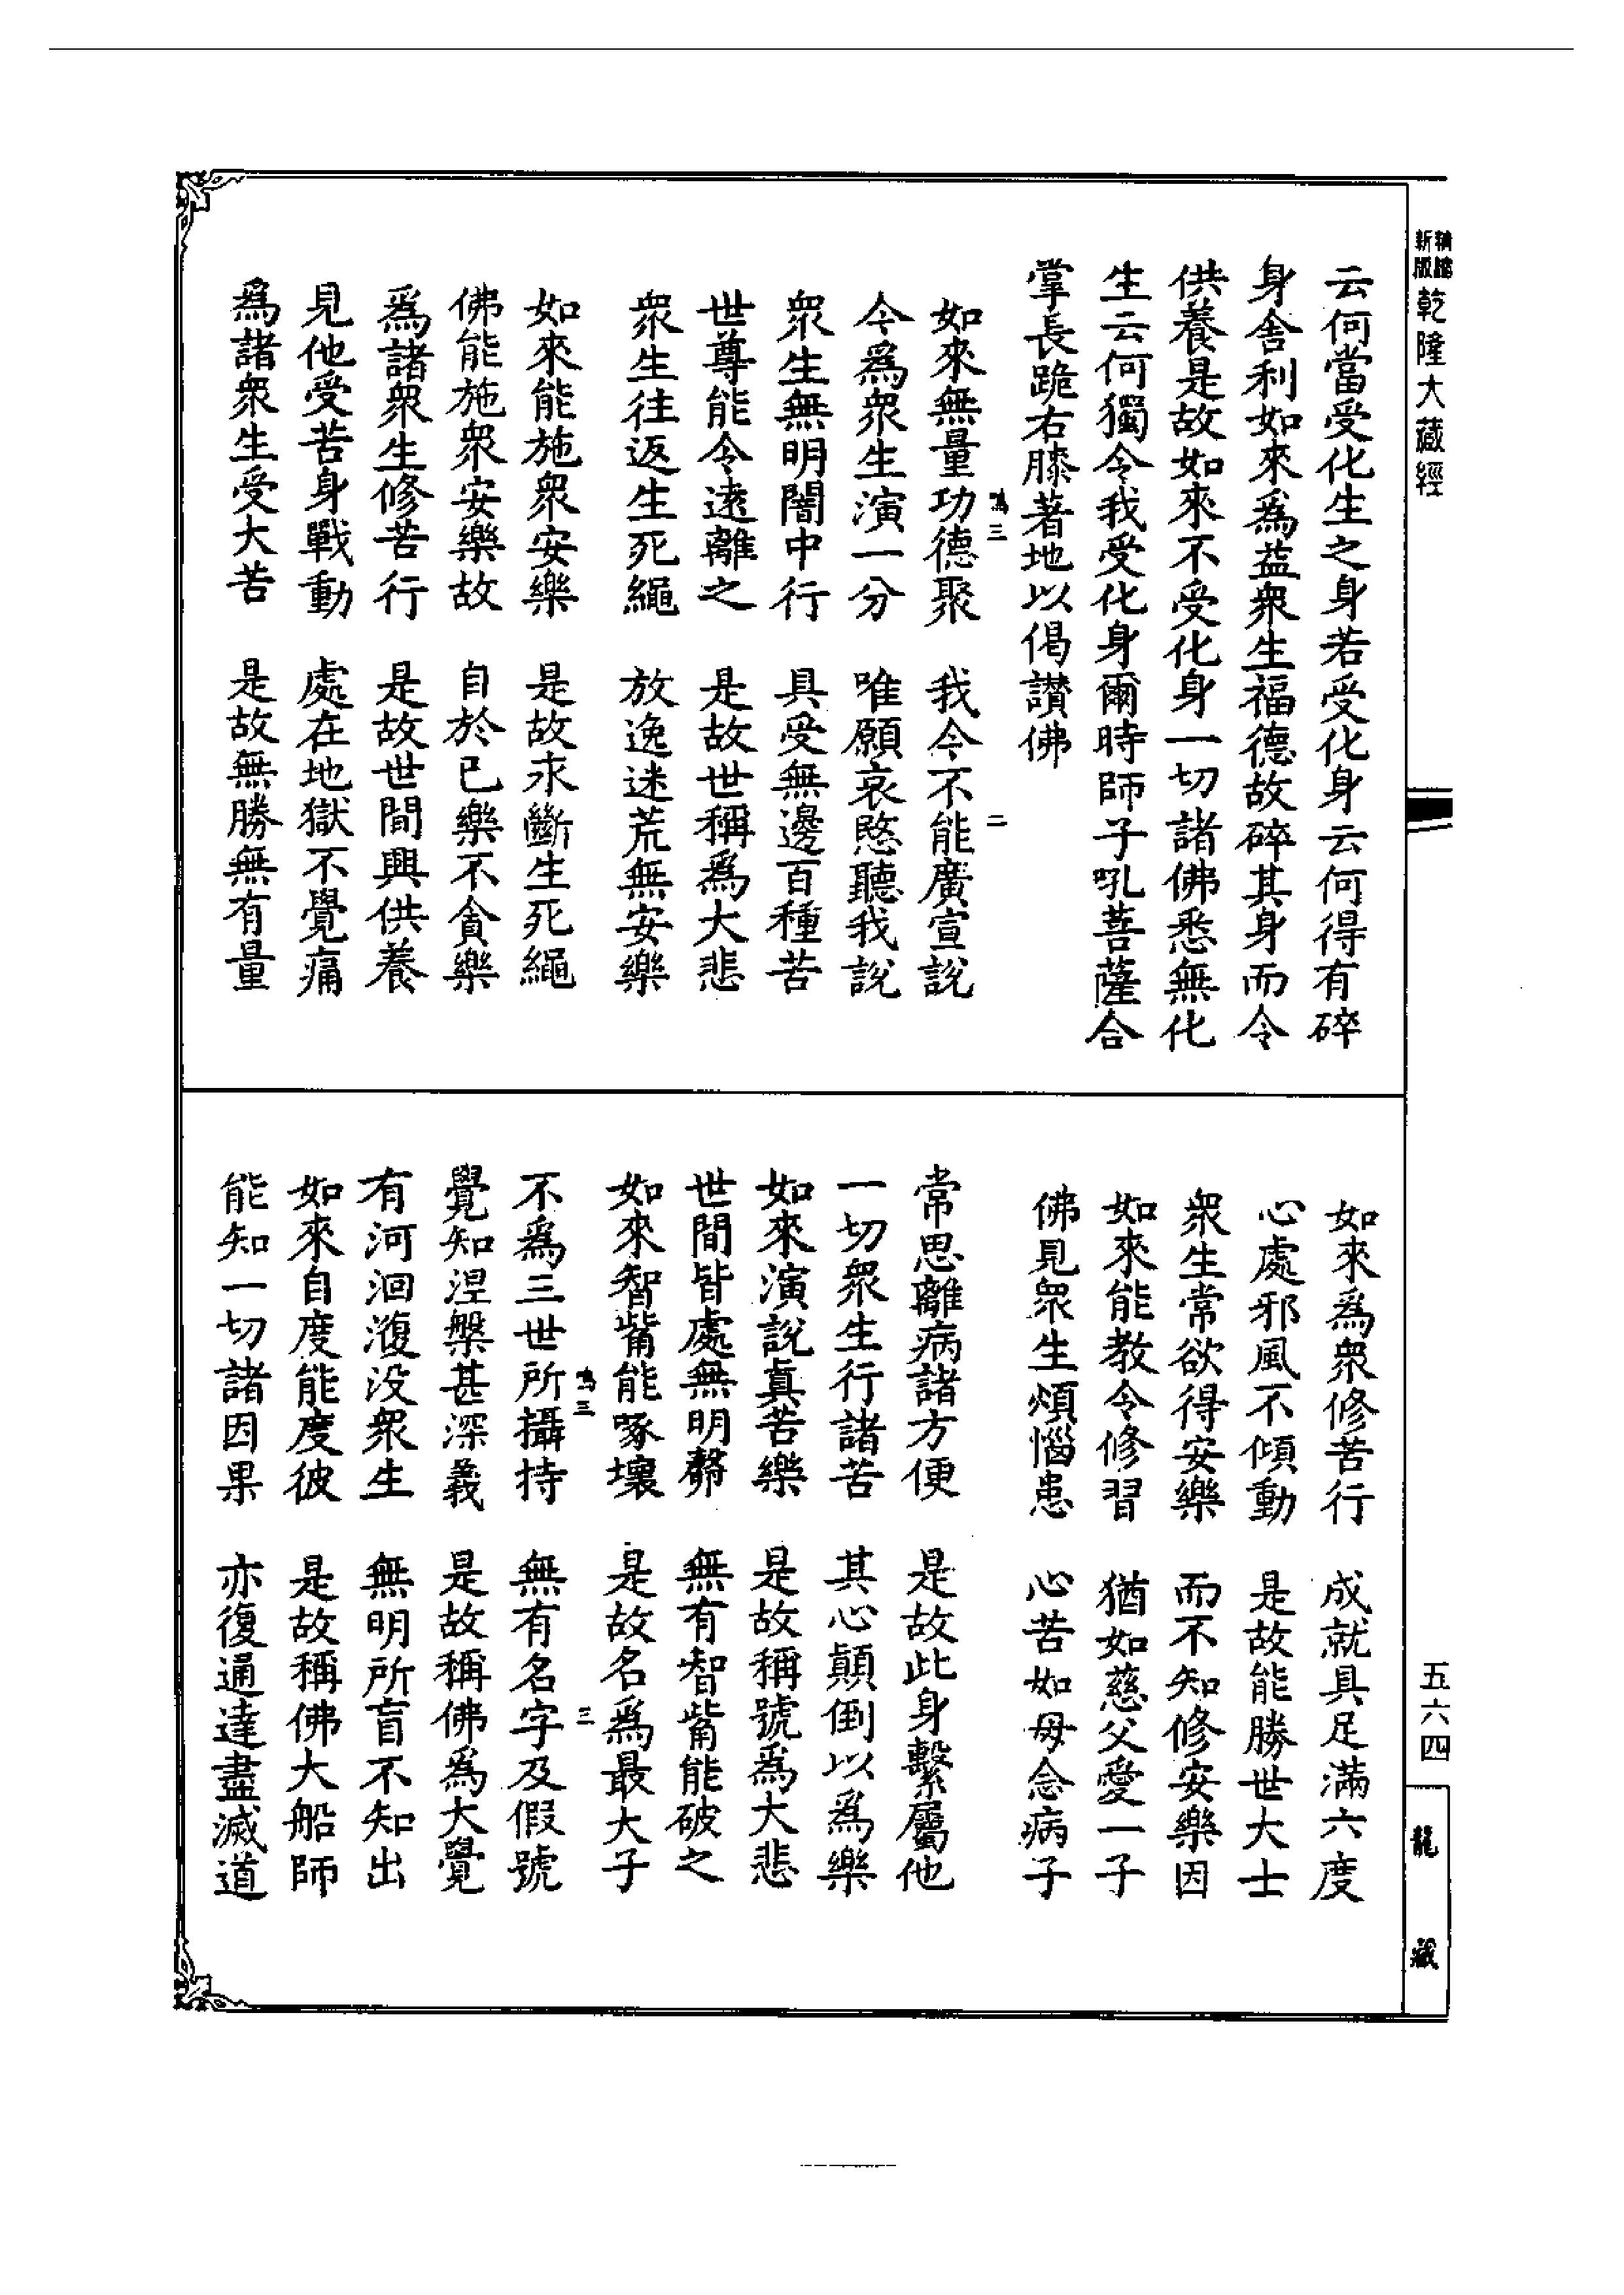 新版
精縮
乾隆大藏經
云何當受化生之身若受化身云何得有碎
身舍利如來爲益衆生福德故碎其身而令
供養是故如來不受化身一切諸佛悉無化
生云何獨令我受化身爾時師子吼菩薩合
掌長跪右膝著地以偈讃佛
如來無量功德聚　我今不能廣宣說
今爲衆生演一分　唯願哀愍聽我說
衆生無明闇中行　具受無邊百種苦
世尊能令遠離之　是故世稱爲大悲
衆生往返生死繩　放逸迷荒無安樂
如來能施衆安樂　是故永斷生死繩
佛能施衆安樂故　自於已樂不貪樂
爲諸衆生修苦行　是故世間興供養
見他受苦身戰動　處在地獄不覺痛
爲諸衆生受大苦　是故無勝無有量
如來爲衆修苦行　成就具足滿六度
心處邪風不傾動　是故能勝世大士
衆生常欲得安樂　而不知修安樂因
如來能教令修習　猶如慈父愛一子
佛見衆生煩惱患　心苦如母念病子
常思離病諸方便　是故此身繫屬他
一切衆生行諸苦　其心顛倒以爲樂
如來演說眞苦樂　是故稱號爲大悲
世間皆處無明㲉　無有智觜能破之
如來智觜能啄壞　是故名爲最大子
不爲三世所攝持　無有名字及假號
覺知涅槃甚深義　是故稱佛爲大覺
有河洄澓没衆生　無明所盲不知出
如來自度能度彼　是故稱佛大船師
能知一切諸因果　亦復通達盡滅道
鳴三
二
鳴三
三
五六四
龍藏